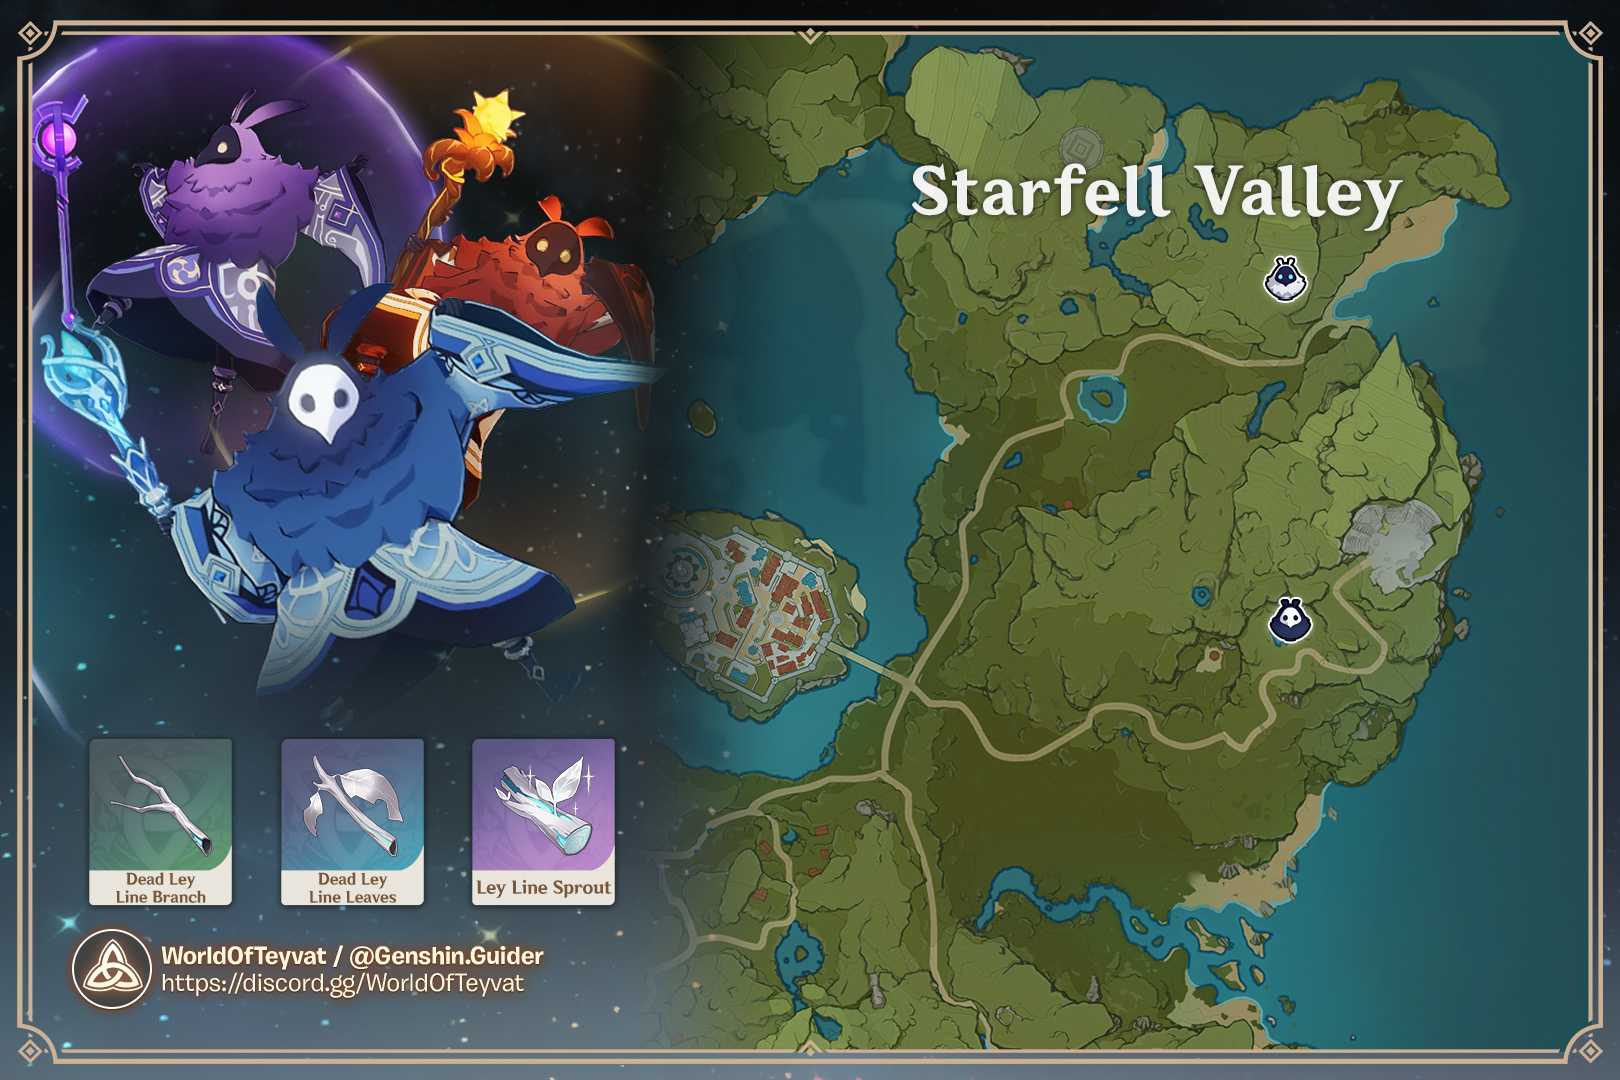 Starfell Valley
Dead Ley
Line Branch
Dead Ley
Line Leaves
Ley Line Sprout
WorldOfTeyvat / @Genshin.Guider
https://discord.gg/WorldOfTeyvat